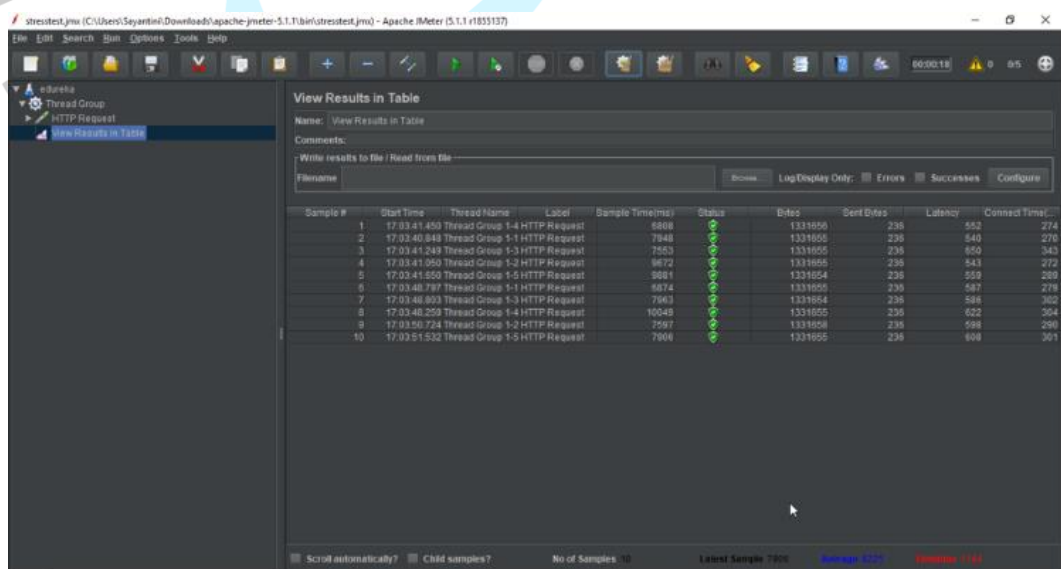 stresstest.jmx (C:\Users\Sayantini\Downloads\apache-jmeter-5.1.1\bin\stresstest.jmx) - Apache JMeter (5.1.1 r1855137)
File Edit Search Run Options Tools Help
00:00:18 0 0/5
edureka
Thread Group
HTTP Request
View Results in Table
View Results in Table
Name: View Results in Table
Comments:
Write results to file / Read from file
Filename Browse... Log/Display Only: Errors Successes Configure
Sample # Start Time Thread Name Label Sample Time(ms) Status Bytes Sent Bytes Latency Connect Time(...
1 17:03:41.450 Thread Group 1-4 HTTP Request 6808 1331656 236 552 274
2 17:03:40.848 Thread Group 1-1 HTTP Request 7948 1331655 236 640 270
3 17:03:41.249 Thread Group 1-3 HTTP Request 7553 1331655 236 650 343
4 17:03:41.050 Thread Group 1-2 HTTP Request 9672 1331655 236 543 272
5 17:03:41.650 Thread Group 1-5 HTTP Request 9881 1331654 236 559 289
6 17:03:48.797 Thread Group 1-1 HTTP Request 6874 1331655 236 587 279
7 17:03:48.803 Thread Group 1-3 HTTP Request 7963 1331654 236 586 302
8 17:03:48.259 Thread Group 1-4 HTTP Request 10049 1331655 236 622 304
9 17:03:50.724 Thread Group 1-2 HTTP Request 7597 1331658 236 598 290
10 17:03:51.532 Thread Group 1-5 HTTP Request 7906 1331655 236 608 301
Scroll automatically? Child samples? No of Samples 10 Latest Sample 7906 Average 8225 Deviation